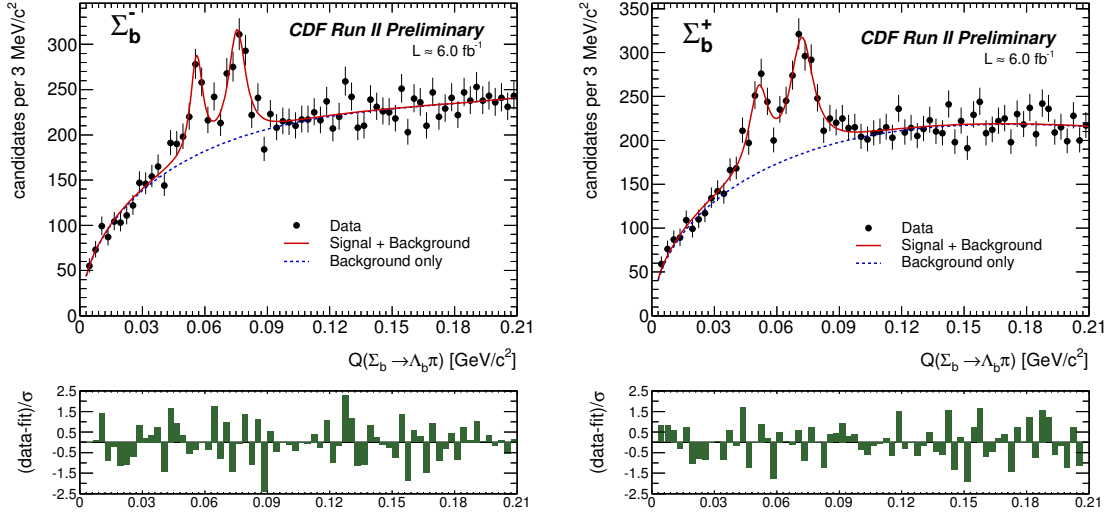 Σb-
CDF Run II Preliminary
L ≈ 6.0 fb-1
candidates per 3 MeV/c2
0
50
100
150
200
250
300
Data
Signal + Background
Background only
0.03 0.06 0.09 0.12 0.15 0.18 0.21
Q(Σb →Λbπ) [GeV/c2]
(data-fit)/σ
2.5
1.5
0.5
-0.5
-1.5
-2.5
0.03 0.06 0.09 0.12 0.15 0.18 0.21
Σb+
CDF Run II Preliminary
L ≈ 6.0 fb-1
candidates per 3 MeV/c2
0
50
100
150
200
250
300
350
Data
Signal + Background
Background only
0.03 0.06 0.09 0.12 0.15 0.18 0.21
Q(Σb →Λbπ) [GeV/c2]
(data-fit)/σ
2.5
1.5
0.5
-0.5
-1.5
-2.5
0.03 0.06 0.09 0.12 0.15 0.18 0.21